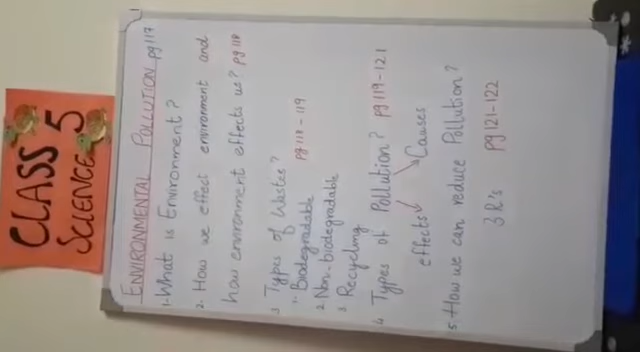 CLASS 5
SCIENCE
ENVIRONMENTAL POLLUTION pg 117
1. What is Environment?
2. How we effect environment and
how environment effects us? pg 118
3. Types of Wastes?
1. Biodegradable pg 118-119
2. Non-biodegradable
3. Recycling
4. Types of Pollution? pg 119-121
effects Causes
5. How we can reduce Pollution?
3 R's pg 121-122